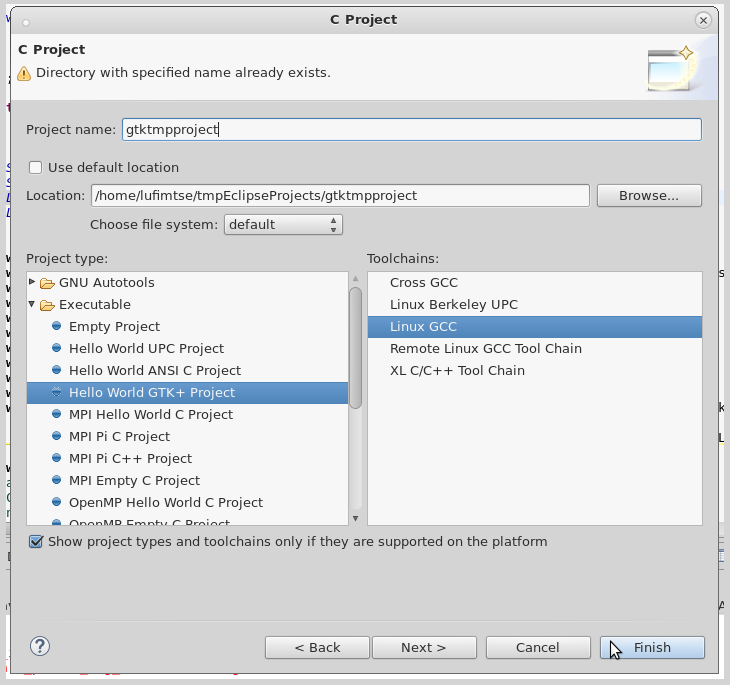 C Project
C Project
Directory with specified name already exists.
Project name: gtktmpproject
Use default location
Location: /home/lufimtse/tmpEclipseProjects/gtktmpproject Browse...
Choose file system: default
Project type: Toolchains:
GNU Autotools Cross GCC
Executable Linux Berkeley UPC
Empty Project Linux GCC
Hello World UPC Project Remote Linux GCC Tool Chain
Hello World ANSI C Project XL C/C++ Tool Chain
Hello World GTK+ Project
MPI Hello World C Project
MPI Pi C Project
MPI Pi C++ Project
MPI Empty C Project
OpenMP Hello World C Project
OpenMP Empty C Project
Show project types and toolchains only if they are supported on the platform
? < Back Next > Cancel Finish